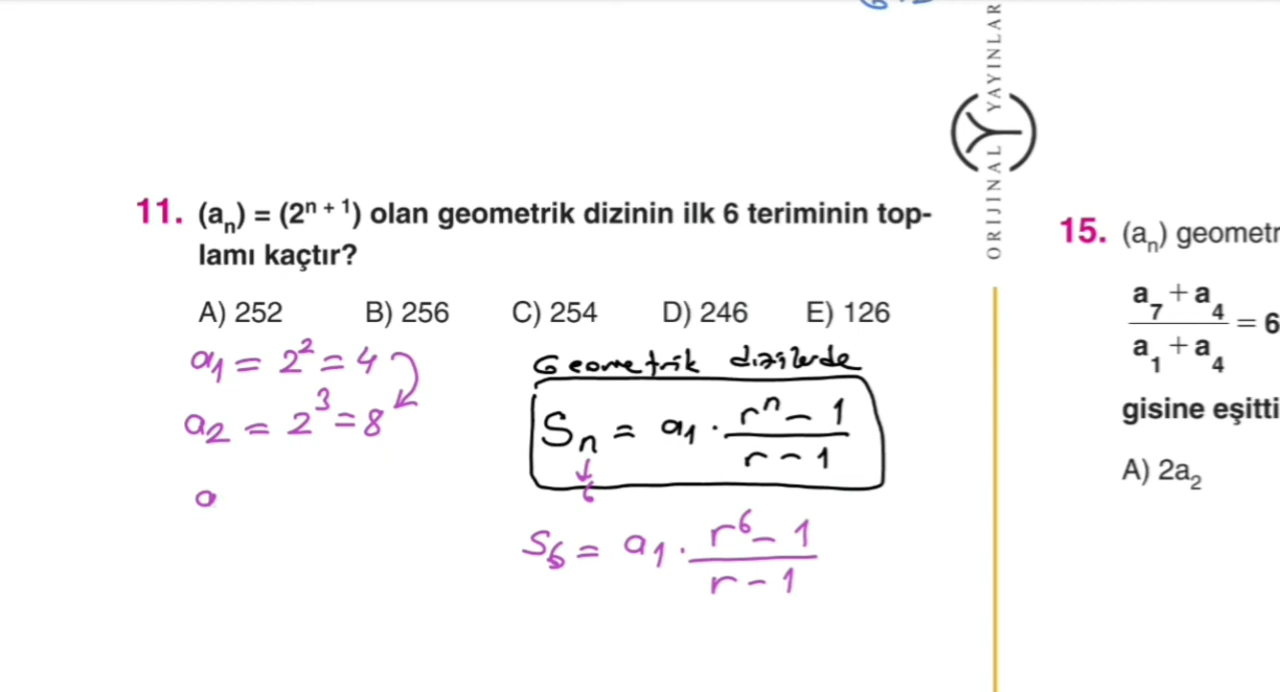 ORIJINAL YAYINLAR
11. (aₙ) = (2ⁿ⁺¹) olan geometrik dizinin ilk 6 teriminin top-
lamı kaçtır?
A) 252 B) 256 C) 254 D) 246 E) 126
a₁ = 2² = 4
a₂ = 2³ = 8
a
Geometrik dizilerde
Sₙ = a₁ · (rⁿ - 1)/(r - 1)
6
S₆ = a₁ · (r⁶ - 1)/(r - 1)
15. (aₙ) geometr
(a₇ + a₄)/(a₁ + a₄) = 6
gisine eşitti
A) 2a₂